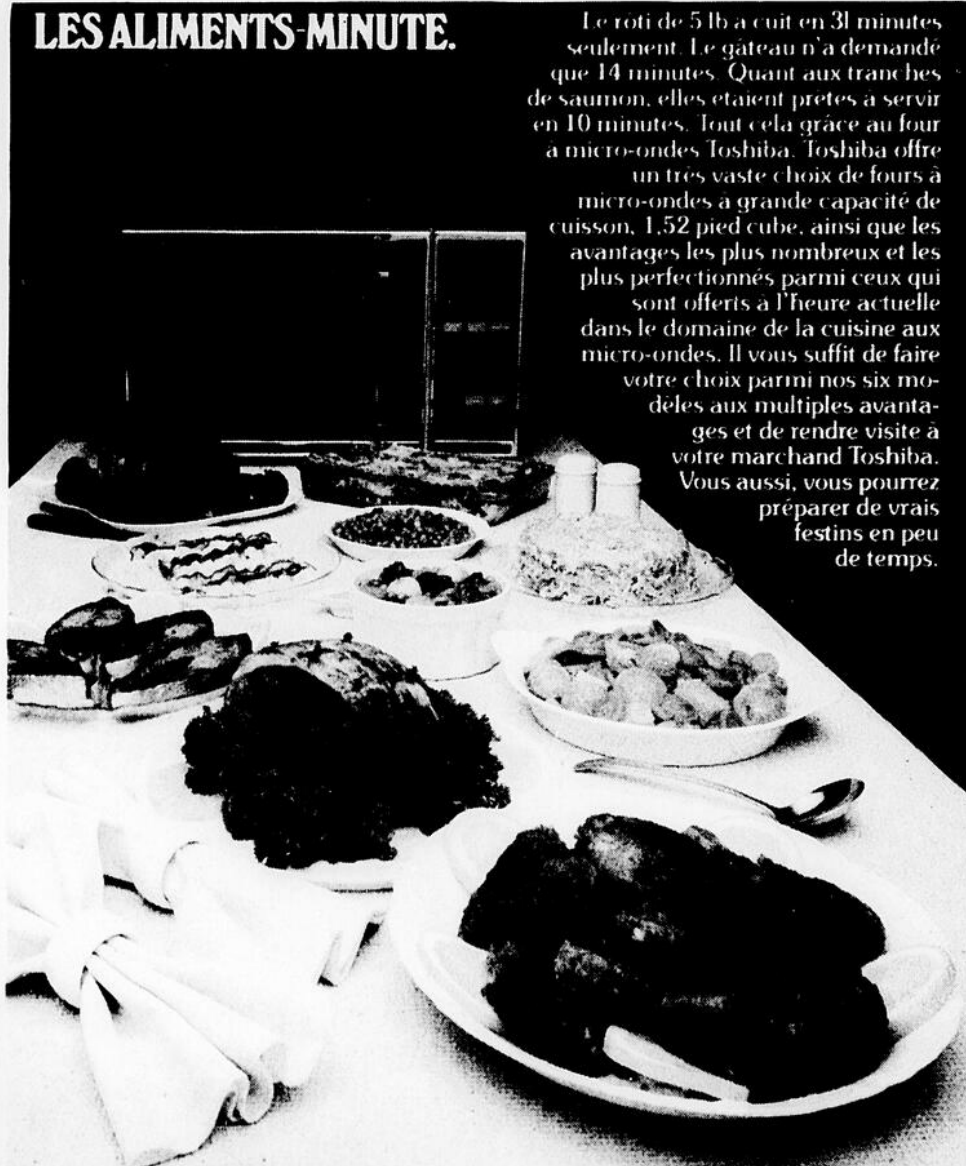 LES ALIMENTS-MINUTE.
Le rôti de 5 lb a cuit en 31 minutes
seulement. Le gâteau n'a demandé
que 14 minutes. Quant aux tranches
de saumon, elles etaient prêtes à servir
en 10 minutes. Tout cela grâce au four
à micro-ondes Toshiba. Toshiba offre
un très vaste choix de fours à
micro-ondes à grande capacité de
cuisson, 1,52 pied cube, ainsi que les
avantages les plus nombreux et les
plus perfectionnés parmi ceux qui
sont offerts à l'heure actuelle
dans le domaine de la cuisine aux
micro-ondes. Il vous suffit de faire
votre choix parmi nos six mo-
dèles aux multiples avanta-
ges et de rendre visite à
votre marchand Toshiba.
Vous aussi, vous pourrez
préparer de vrais
festins en peu
de temps.